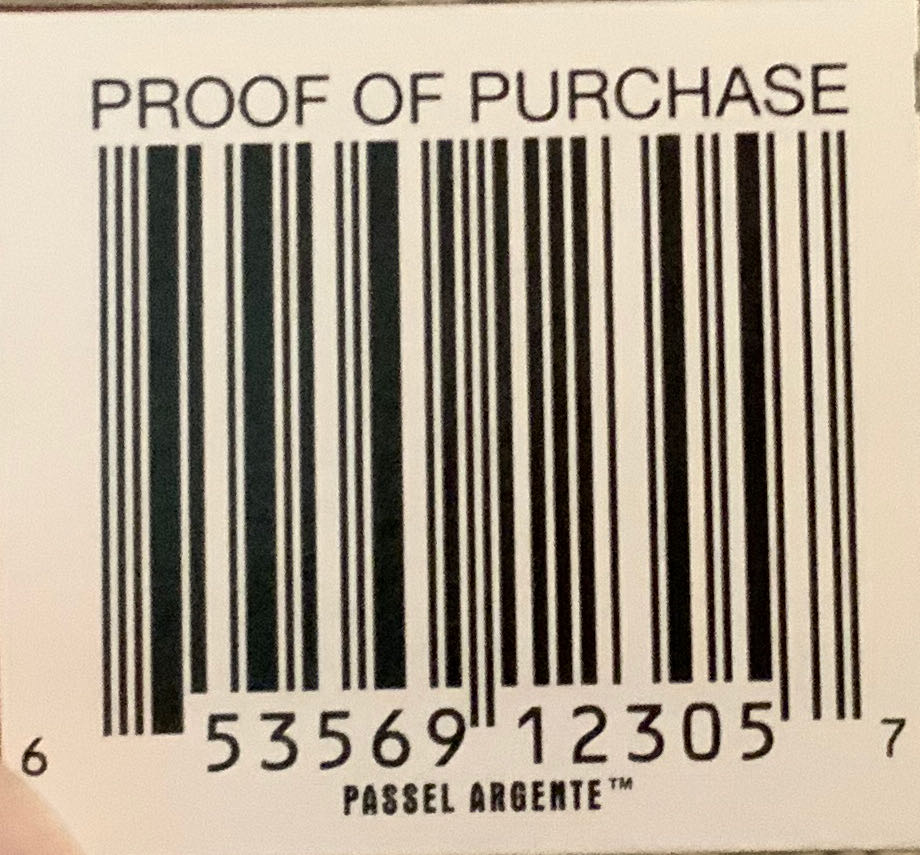 PROOF OF PURCHASE
6 53569 12305 7
PASSEL ARGENTE™